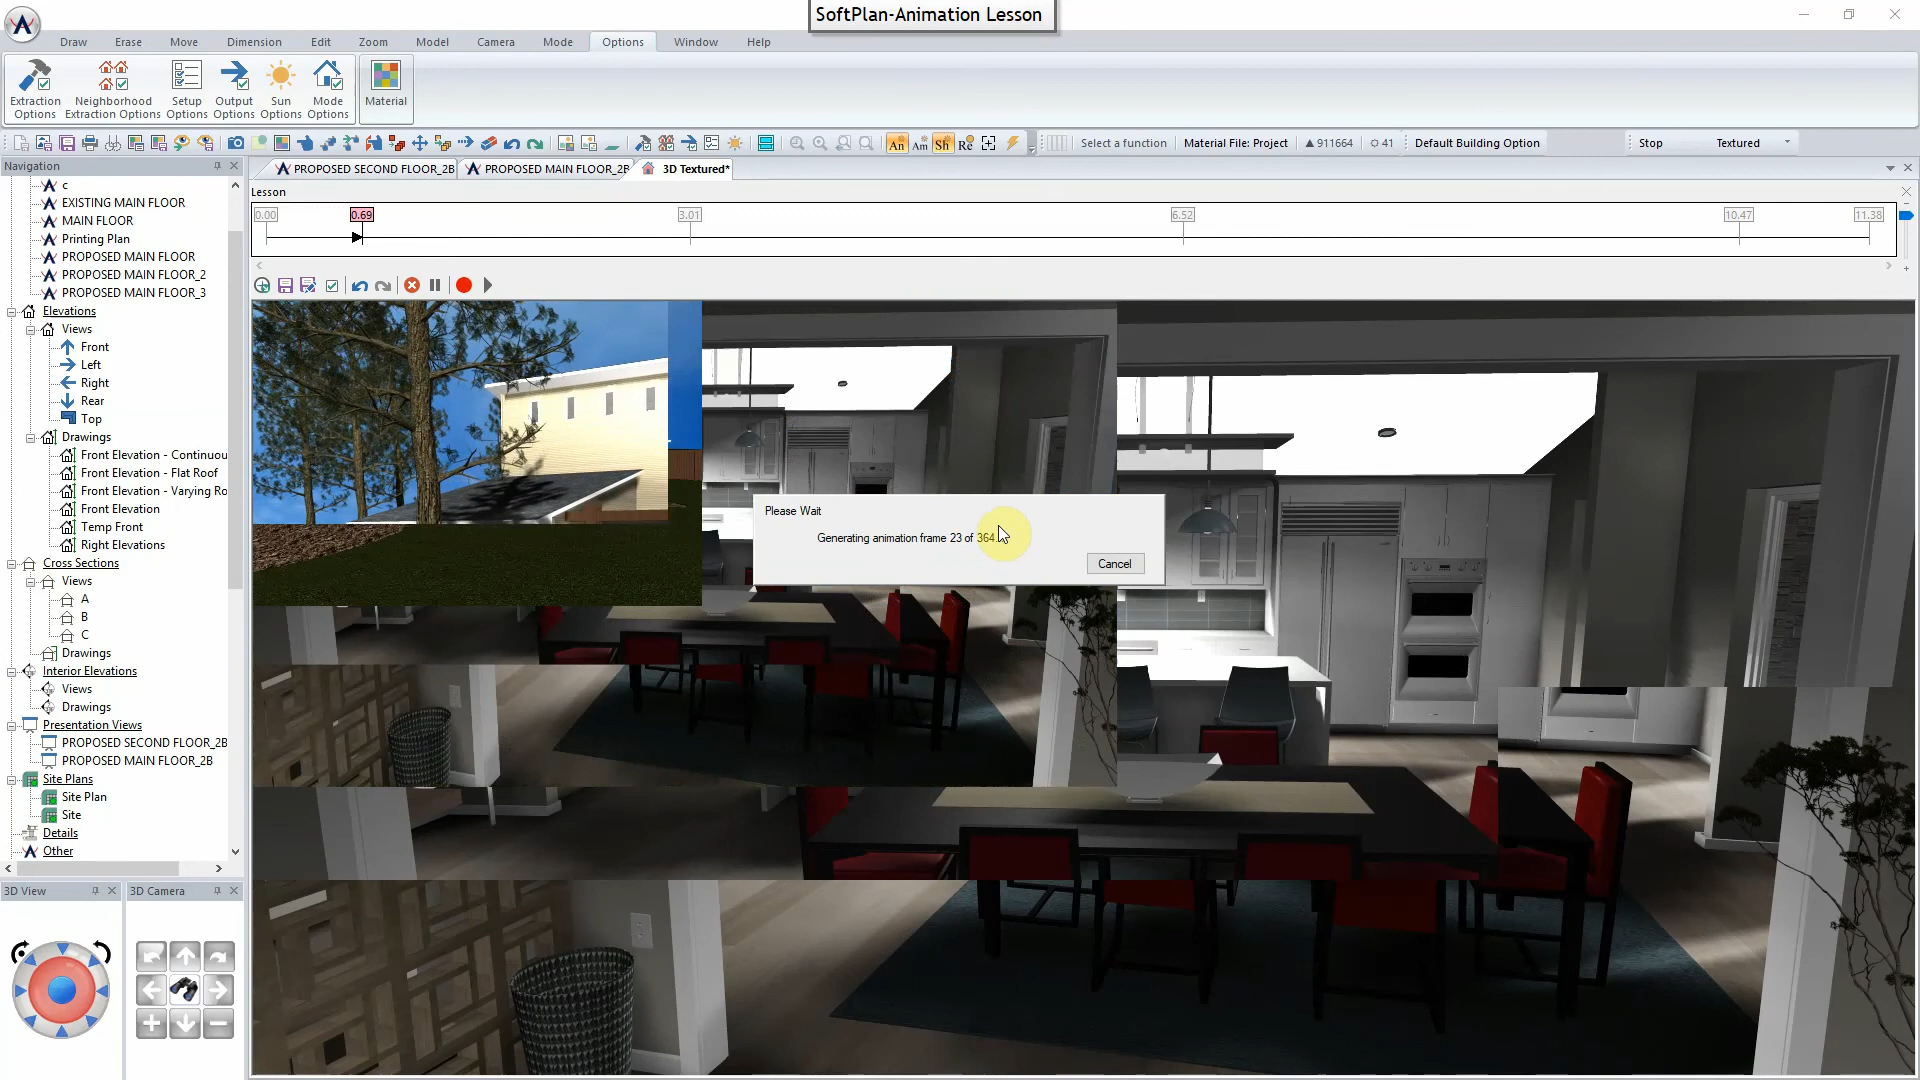 SoftPlan-Animation Lesson
Draw Erase Move Dimension Edit Zoom Model Camera Mode Options Window Help
Extraction Options
Neighborhood Extraction Options
Setup Options
Output Options
Sun Options
Mode Options
Material
An Am Sh Re
Select a function
Material File: Project
911664
41
Default Building Option
Stop
Textured
Navigation
PROPOSED SECOND FLOOR_2B
PROPOSED MAIN FLOOR_2B
3D Textured*
Lesson
0.00 0.69 3.01 6.52 10.47 11.38
c
EXISTING MAIN FLOOR
MAIN FLOOR
Printing Plan
PROPOSED MAIN FLOOR
PROPOSED MAIN FLOOR_2
PROPOSED MAIN FLOOR_3
Elevations
Views
Front
Left
Right
Rear
Top
Drawings
Front Elevation - Continuou
Front Elevation - Flat Roof
Front Elevation - Varying Ro
Front Elevation
Temp Front
Right Elevations
Cross Sections
Views
A
B
C
Drawings
Interior Elevations
Views
Drawings
Presentation Views
PROPOSED SECOND FLOOR_2B
PROPOSED MAIN FLOOR_2B
Site Plans
Site Plan
Site
Details
Other
Please Wait
Generating animation frame 23 of 364
Cancel
3D View
3D Camera